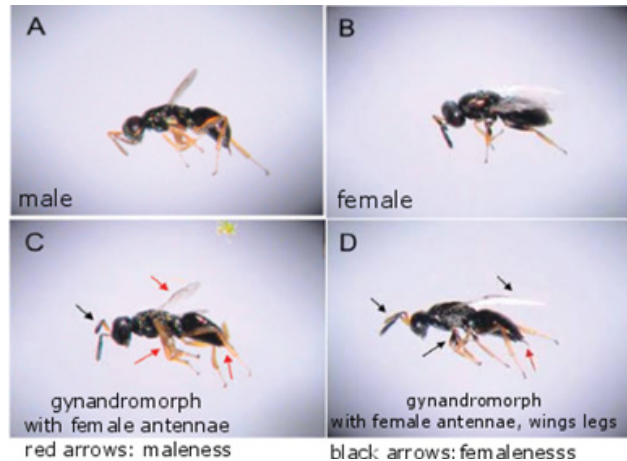 A
male
B
female
C
gynandromorph
with female antennae
red arrows: maleness
D
gynandromorph
with female antennae, wings legs
black arrows: femalenesss